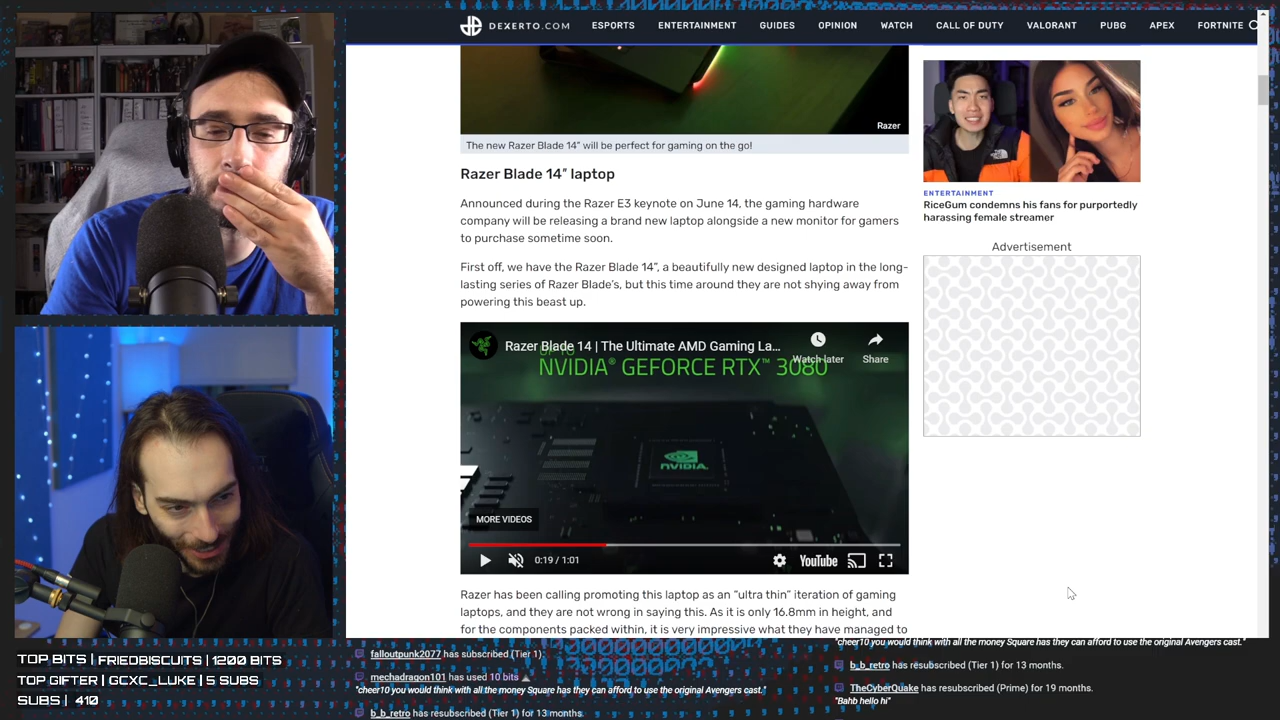 DEXERTO.COM
ESPORTS
ENTERTAINMENT
GUIDES
OPINION
WATCH
CALL OF DUTY
VALORANT
PUBG
APEX
FORTNITE
Razer
The new Razer Blade 14" will be perfect for gaming on the go!
Razer Blade 14″ laptop
Announced during the Razer E3 keynote on June 14, the gaming hardware
company will be releasing a brand new laptop alongside a new monitor for gamers
to purchase sometime soon.
First off, we have the Razer Blade 14”, a beautifully new designed laptop in the long-
lasting series of Razer Blade’s, but this time around they are not shying away from
powering this beast up.
Razer Blade 14 | The Ultimate AMD Gaming La...
Watch later
Share
NVIDIA® GEFORCE RTX™ 3080
NVIDIA.
MORE VIDEOS
0:19 / 1:01
YouTube
Razer has been calling promoting this laptop as an “ultra thin” iteration of gaming
laptops, and they are not wrong in saying this. As it is only 16.8mm in height, and
for the components packed within, it is very impressive what they have managed to
ENTERTAINMENT
RiceGum condemns his fans for purportedly
harassing female streamer
Advertisement
TOP BITS | FRIEDBISCUITS | 1200 BITS
TOP GIFTER | GCXC_LUKE | 5 SUBS
SUBS | 410
falloutpunk2077 has subscribed (Tier 1).
mechadragon101 has used 10 bits
"cheer10 you would think with all the money Square has they can afford to use the original Avengers cast."
b_b_retro has resubscribed (Tier 1) for 13 months.
"cheer10 you would think with all the money Square has they can afford to use the original Avengers cast."
b_b_retro has resubscribed (Tier 1) for 13 months.
TheCyberQuake has resubscribed (Prime) for 19 months.
"Bahb hello hi"